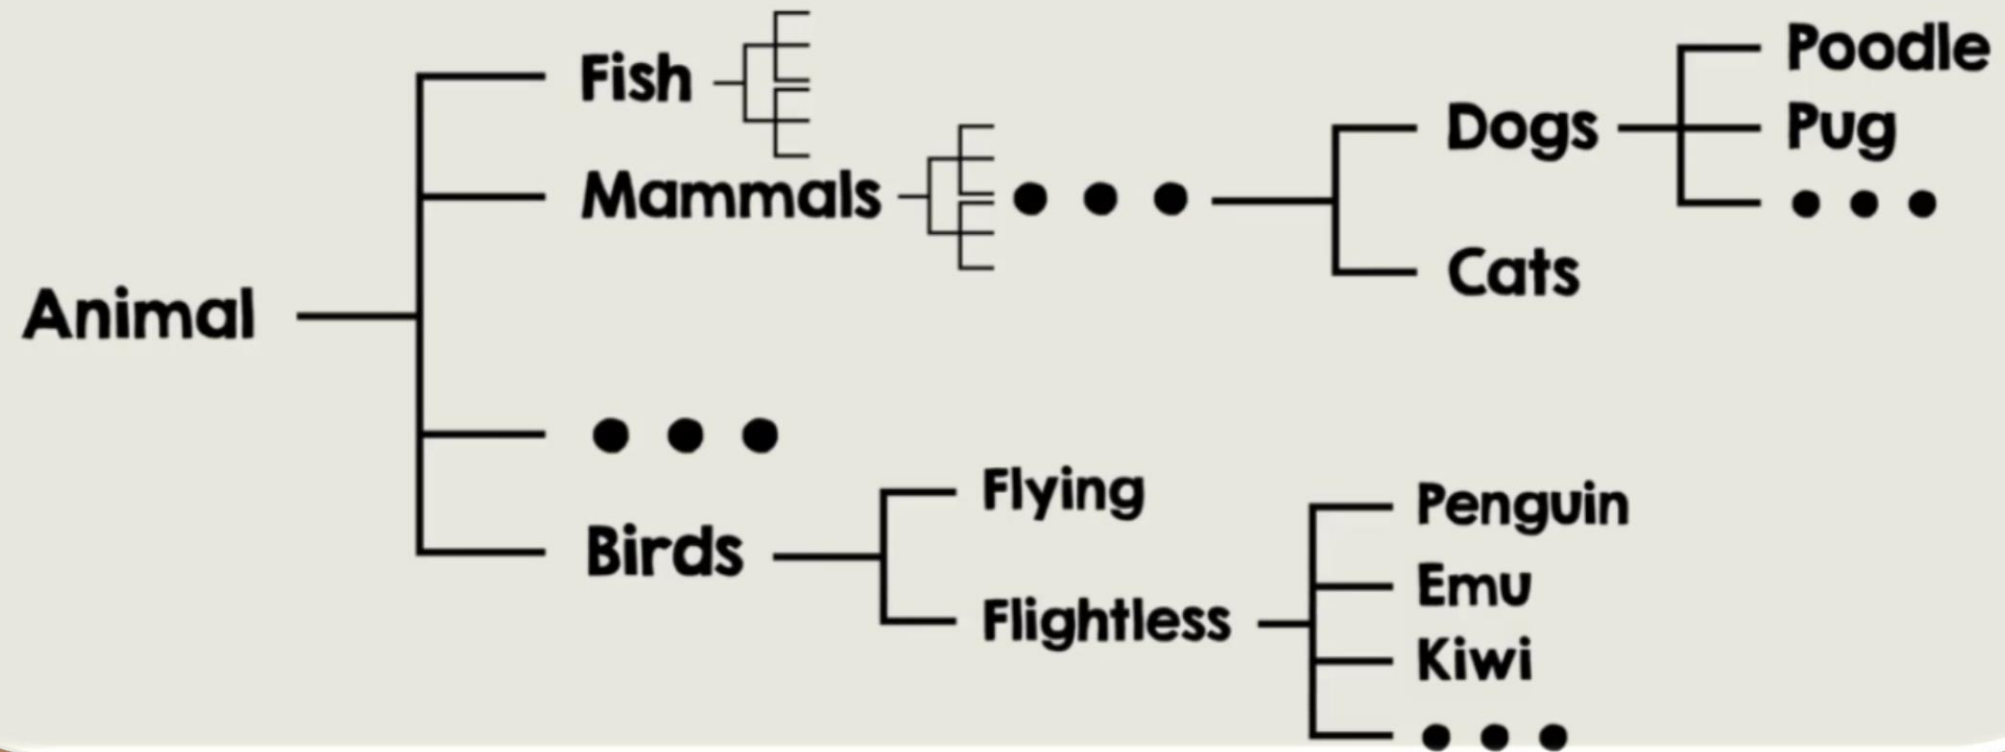 Animal
Fish
Mammals
• • •
Birds
• • •
Dogs
Cats
Poodle
Pug
• • •
Flying
Flightless
Penguin
Emu
Kiwi
• • •